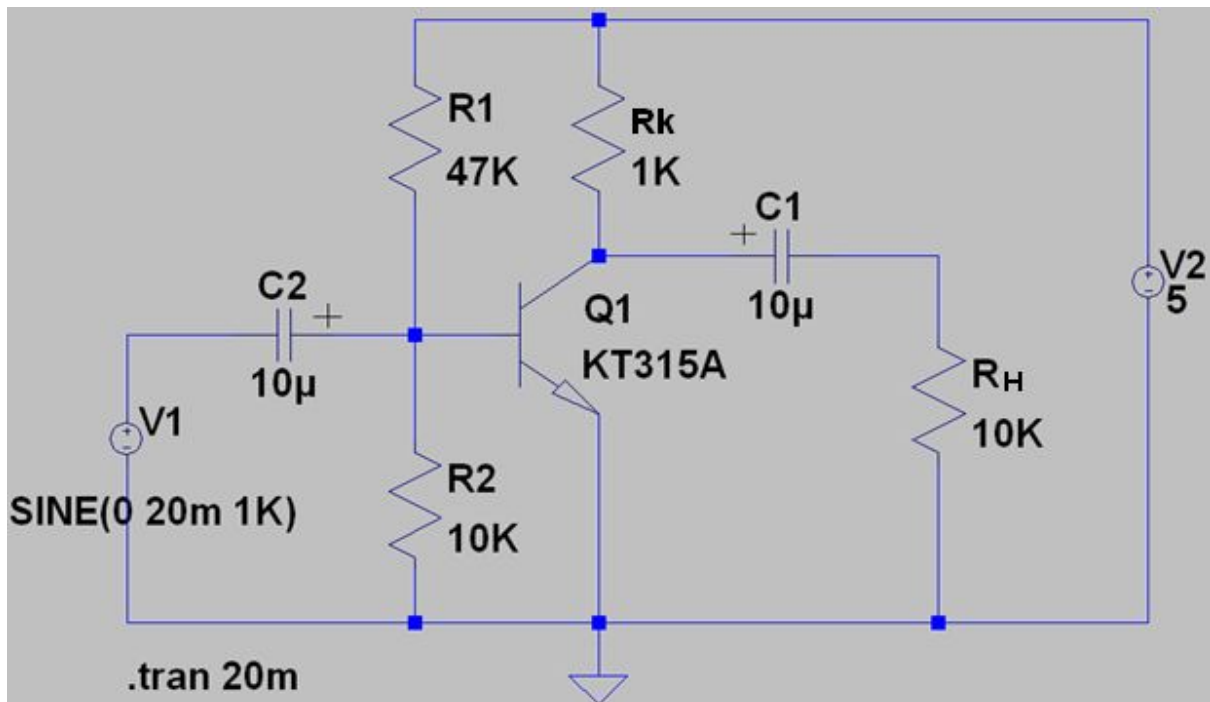 R1
47K
Rk
1K
C1
10µ
V2
5
C2
10µ
Q1
KT315A
RH
10K
V1
SINE(0 20m 1K)
R2
10K
.tran 20m